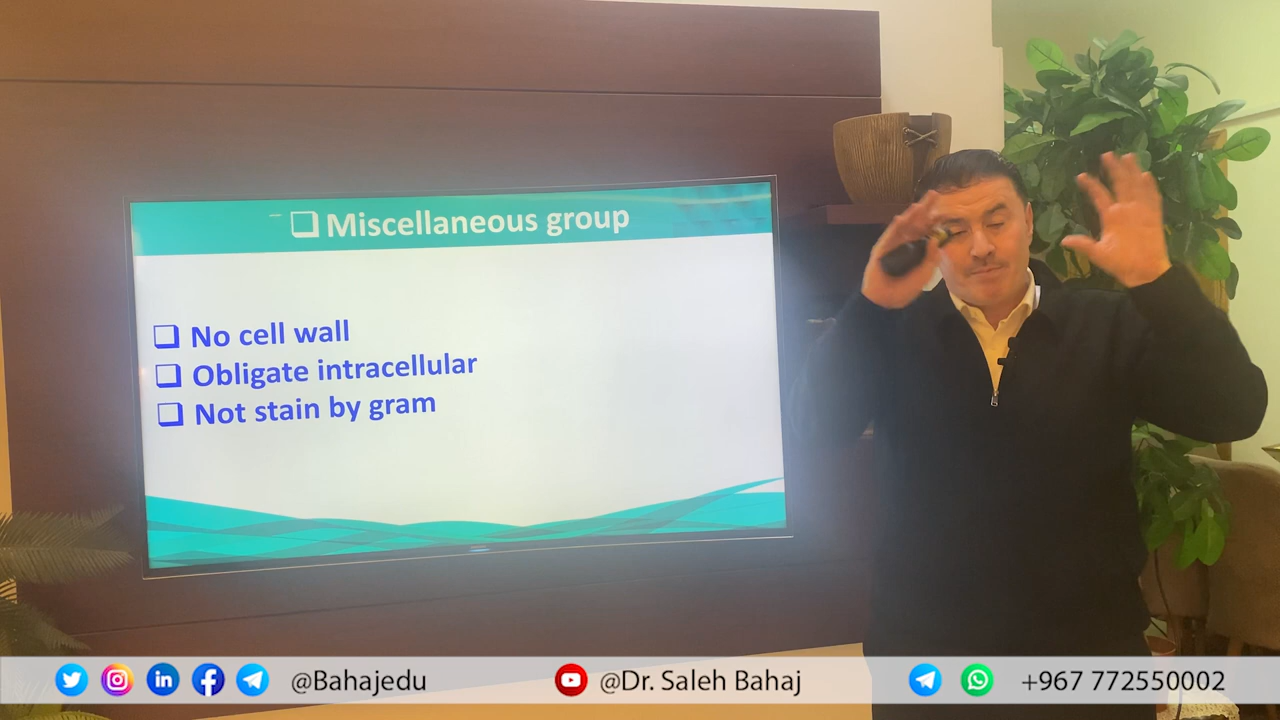 Miscellaneous group
No cell wall
Obligate intracellular
Not stain by gram
@Bahajedu
@Dr. Saleh Bahaj
+967 772550002